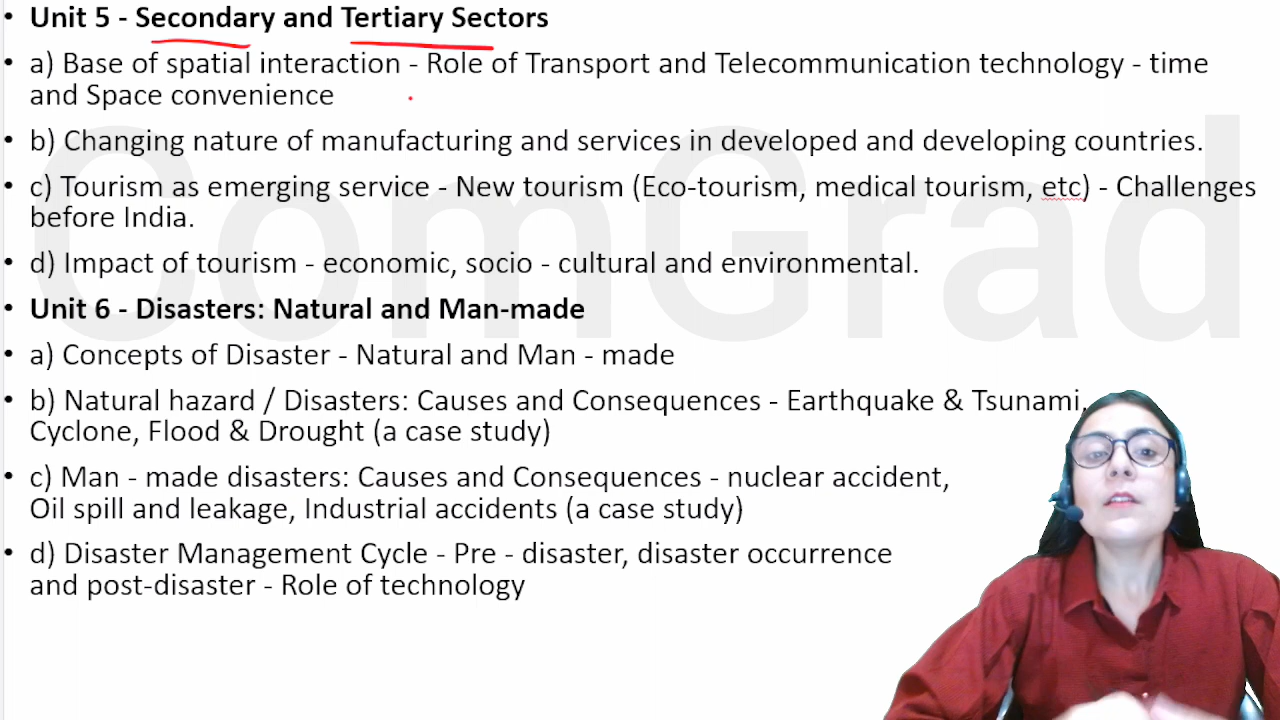 • Unit 5 - Secondary and Tertiary Sectors
• a) Base of spatial interaction - Role of Transport and Telecommunication technology - time
and Space convenience
• b) Changing nature of manufacturing and services in developed and developing countries.
• c) Tourism as emerging service - New tourism (Eco-tourism, medical tourism, etc) - Challenges
before India.
• d) Impact of tourism - economic, socio - cultural and environmental.
• Unit 6 - Disasters: Natural and Man-made
• a) Concepts of Disaster - Natural and Man - made
• b) Natural hazard / Disasters: Causes and Consequences - Earthquake & Tsunami,
Cyclone, Flood & Drought (a case study)
• c) Man - made disasters: Causes and Consequences - nuclear accident,
Oil spill and leakage, Industrial accidents (a case study)
• d) Disaster Management Cycle - Pre - disaster, disaster occurrence
and post-disaster - Role of technology
ComGrad